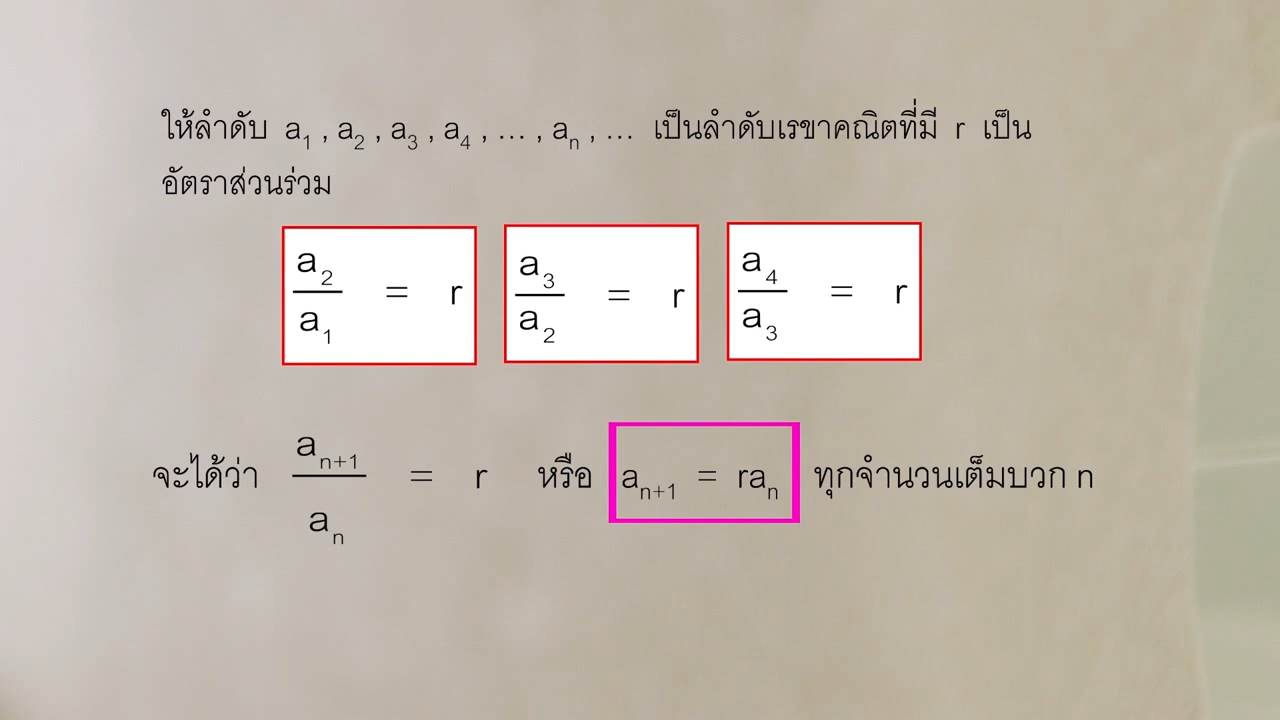 ให้ลำดับ a₁ , a₂ , a₃ , a₄ , ... , aₙ , ... เป็นลำดับเรขาคณิตที่มี r เป็น
อัตราส่วนร่วม
a₂/a₁ = r a₃/a₂ = r a₄/a₃ = r
จะได้ว่า aₙ₊₁/aₙ = r หรือ aₙ₊₁ = raₙ ทุกจำนวนเต็มบวก n